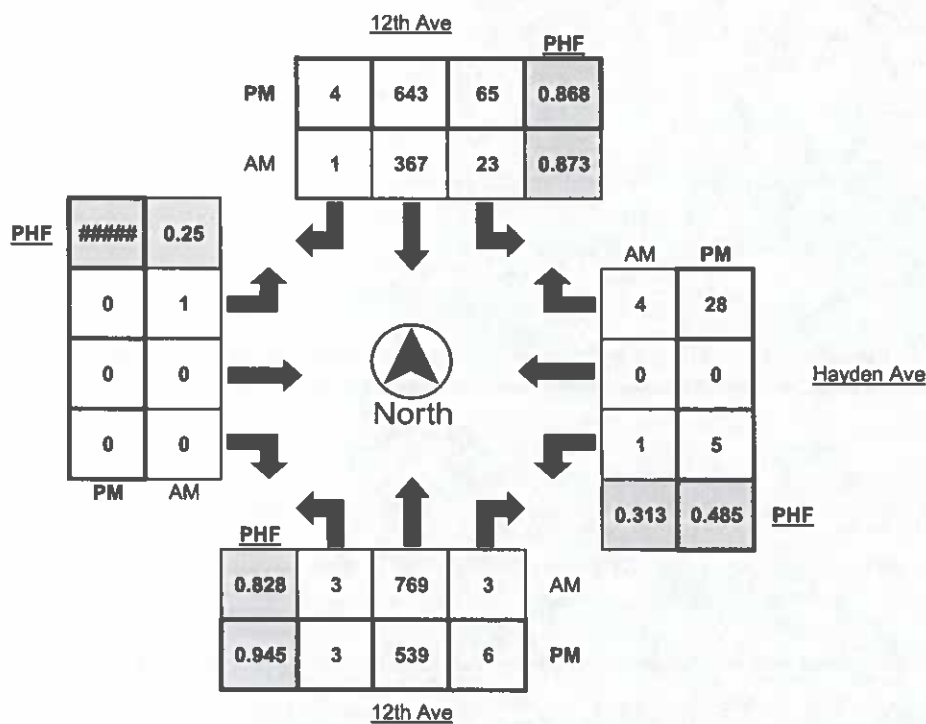 12th Ave
PHF
PM 4 643 65 0.868
AM 1 367 23 0.873
PHF ##### 0.25
0 1
0 0
0 0
PM AM
AM PM
4 28
0 0
1 5
0.313 0.485 PHF
Hayden Ave
North
PHF
0.828 3 769 3 AM
0.945 3 539 6 PM
12th Ave